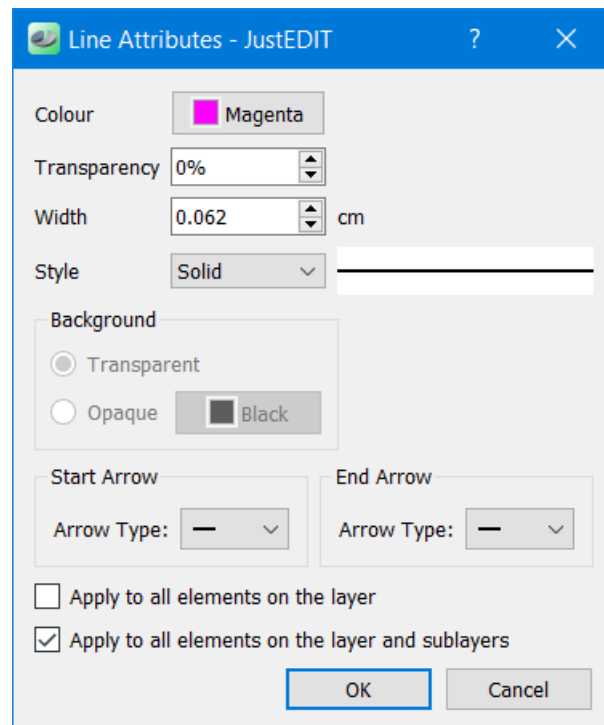 Line Attributes - JustEDIT ?
Colour Magenta
Transparency 0%
Width 0.062 cm
Style Solid
Background
Transparent
Opaque Black
Start Arrow End Arrow
Arrow Type: Arrow Type:
Apply to all elements on the layer
Apply to all elements on the layer and sublayers
OK Cancel